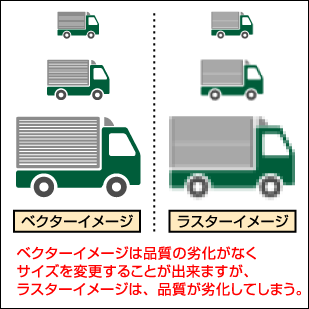 ベクターイメージ
ラスターイメージ
ベクターイメージは品質の劣化がなく
サイズを変更することが出来ますが、
ラスターイメージは、品質が劣化してしまう。